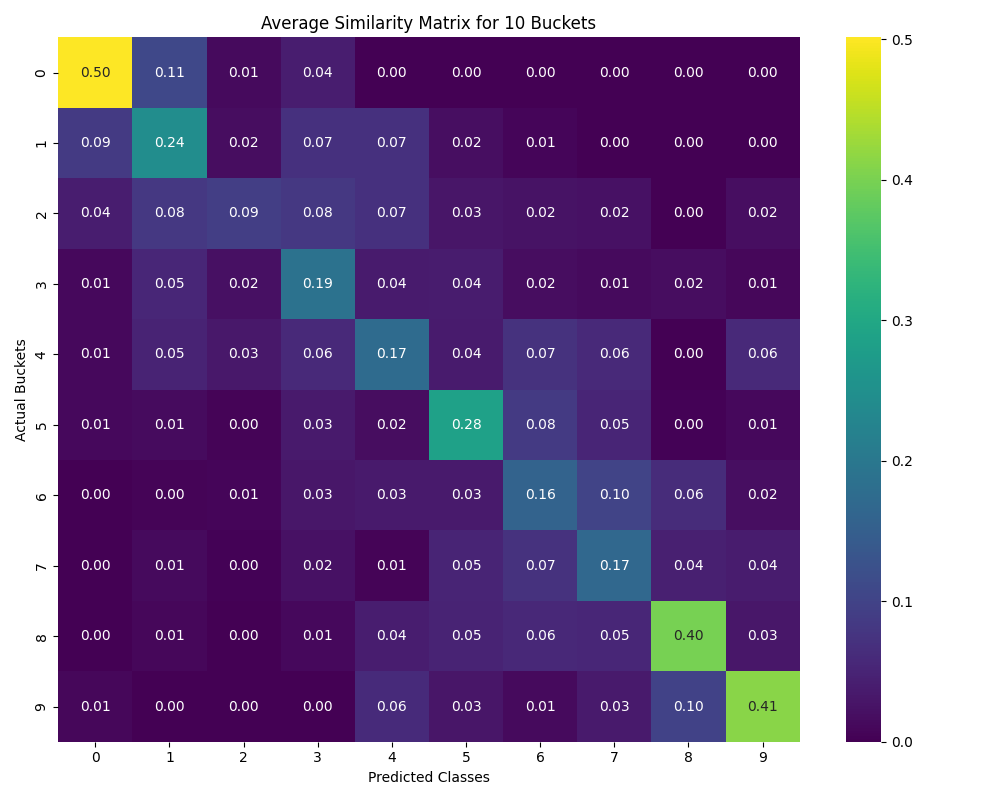 Average Similarity Matrix for 10 Buckets
0 0.50 0.11 0.01 0.04 0.00 0.00 0.00 0.00 0.00 0.00
1 0.09 0.24 0.02 0.07 0.07 0.02 0.01 0.00 0.00 0.00
2 0.04 0.08 0.09 0.08 0.07 0.03 0.02 0.02 0.00 0.02
3 0.01 0.05 0.02 0.19 0.04 0.04 0.02 0.01 0.02 0.01
4 0.01 0.05 0.03 0.06 0.17 0.04 0.07 0.06 0.00 0.06
5 0.01 0.01 0.00 0.03 0.02 0.28 0.08 0.05 0.00 0.01
6 0.00 0.00 0.01 0.03 0.03 0.03 0.16 0.10 0.06 0.02
7 0.00 0.01 0.00 0.02 0.01 0.05 0.07 0.17 0.04 0.04
8 0.00 0.01 0.00 0.01 0.04 0.05 0.06 0.05 0.40 0.03
9 0.01 0.00 0.00 0.00 0.06 0.03 0.01 0.03 0.10 0.41
0 1 2 3 4 5 6 7 8 9
Predicted Classes
Actual Buckets
0.5
0.4
0.3
0.2
0.1
0.0